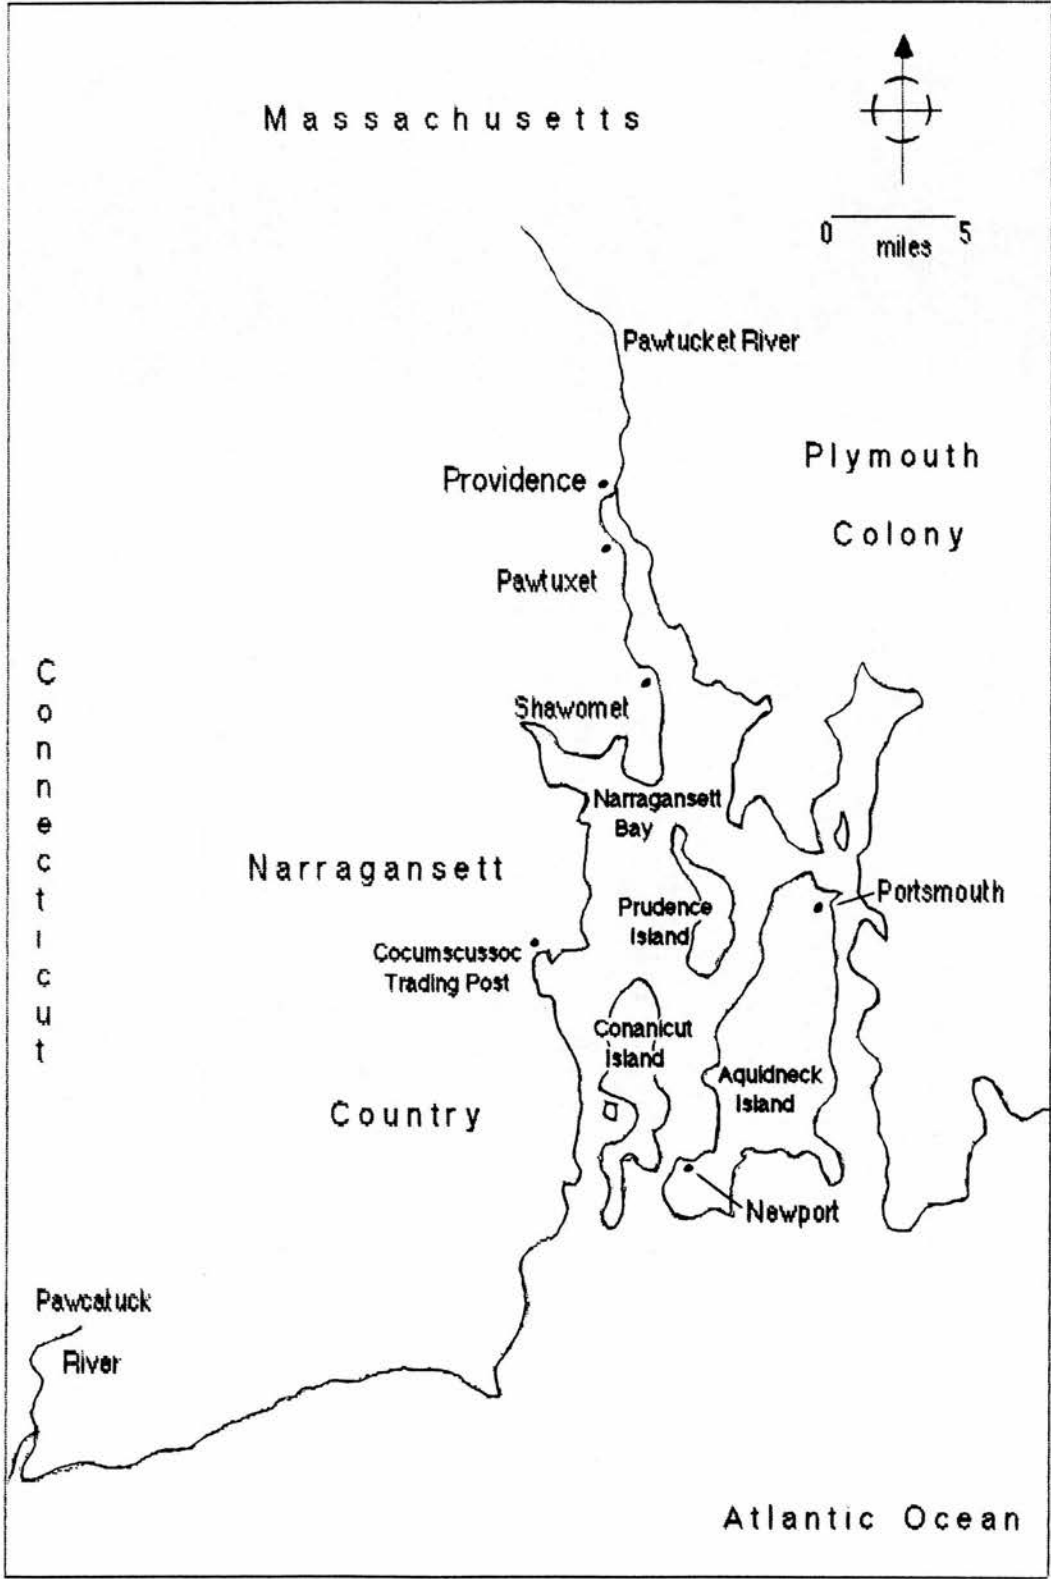 Massachusetts
0 5
miles
Pawtucket River
Plymouth
Providence
Colony
Pawtuxet
Connecticut
Shawomet
Narragansett
Bay
Narragansett
Portsmouth
Prudence
Island
Cocumscussoc
Trading Post
Conanicut
Island
Aquidneck
Island
Country
Newport
Pawcatuck
River
Atlantic Ocean